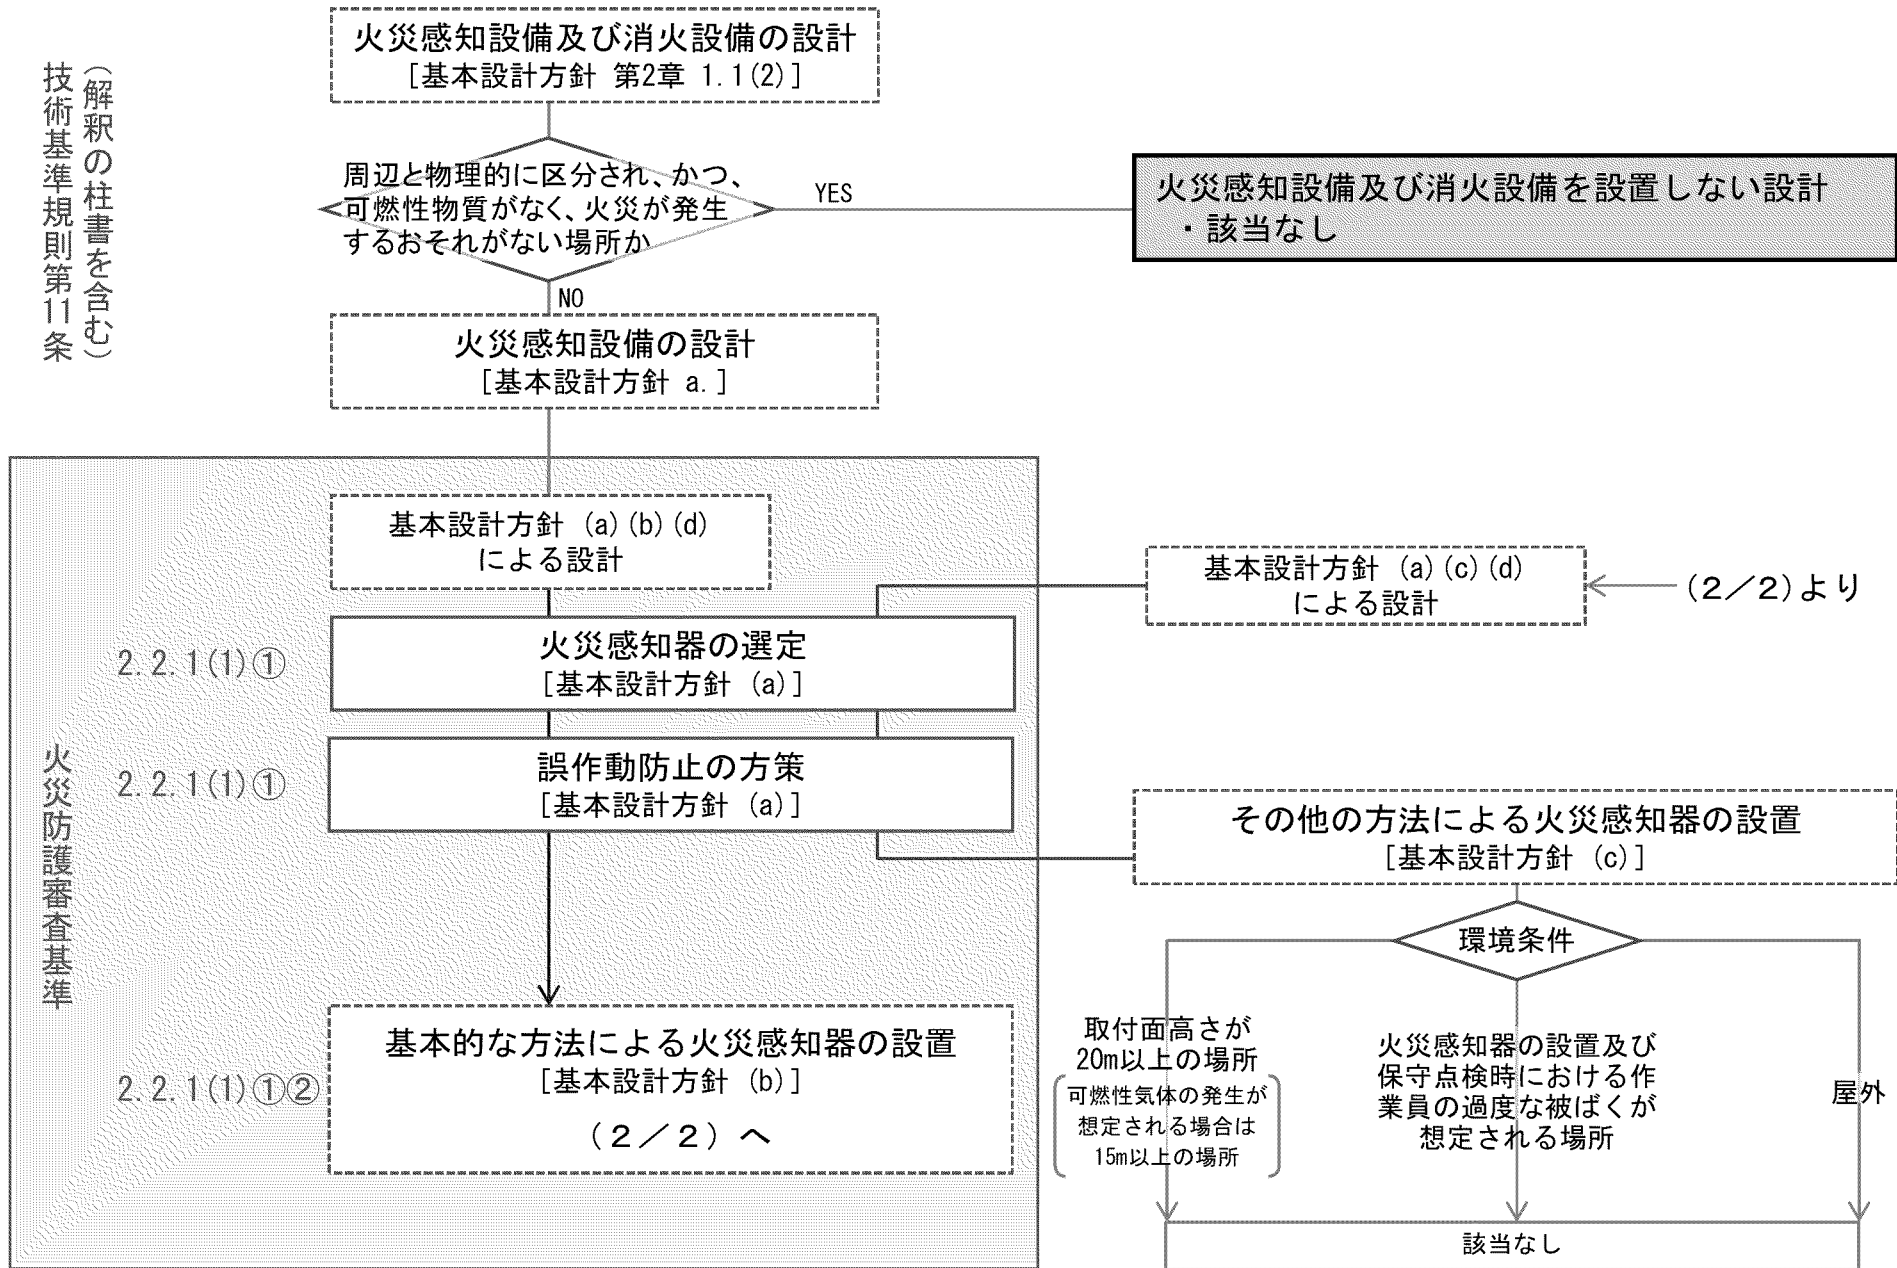 火災感知設備及び消火設備の設計
[基本設計方針 第2章 1.1(2)]
技術基準規則第11条
(解釈の柱書を含む)
周辺と物理的に区分され、かつ、
可燃性物質がなく、火災が発生
するおそれがない場所か
YES
火災感知設備及び消火設備を設置しない設計
・該当なし
NO
火災感知設備の設計
[基本設計方針 a.]
基本設計方針 (a)(b)(d)
による設計
基本設計方針 (a)(c)(d)
による設計
(2/2)より
2.2.1(1)①
火災感知器の選定
[基本設計方針 (a)]
火災防護審査基準
2.2.1(1)①
誤作動防止の方策
[基本設計方針 (a)]
その他の方法による火災感知器の設置
[基本設計方針 (c)]
環境条件
2.2.1(1)①②
基本的な方法による火災感知器の設置
[基本設計方針 (b)]
(2/2)へ
取付面高さが
20m以上の場所
可燃性気体の発生が
想定される場合は
15m以上の場所
火災感知器の設置及び
保守点検時における作
業員の過度な被ばくが
想定される場所
屋外
該当なし